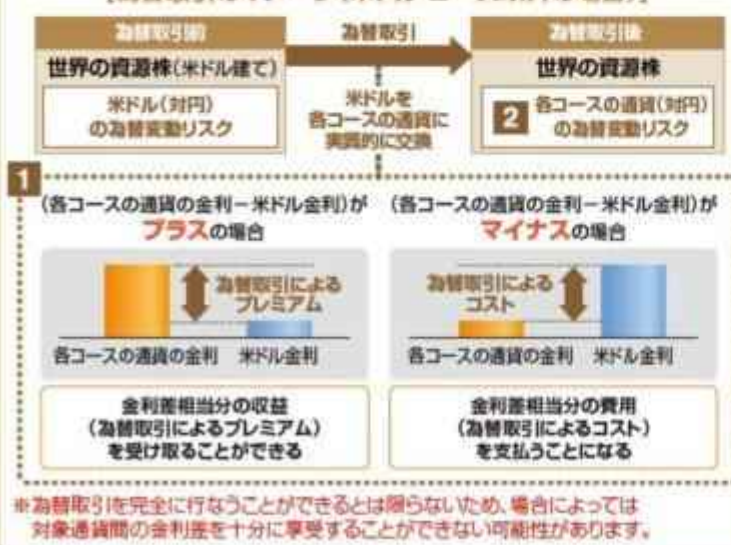 為替取引前
為替取引
為替取引後
世界の資源株(米ドル建て)
世界の資源株
米ドル(対円)
の為替変動リスク
米ドルを
各コースの通貨に
実質的に交換
2 各コースの通貨(対円)
の為替変動リスク
1
(各コースの通貨の金利－米ドル金利)が
プラスの場合
(各コースの通貨の金利－米ドル金利)が
マイナスの場合
為替取引による
プレミアム
各コースの通貨の金利 米ドル金利
為替取引による
コスト
各コースの通貨の金利 米ドル金利
金利差相当分の収益
(為替取引によるプレミアム)
を受け取ることができる
金利差相当分の費用
(為替取引によるコスト)
を支払うことになる
※為替取引を完全に行なうことができるとは限らないため、場合によっては
対象通貨間の金利差を十分に享受することができない可能性があります。